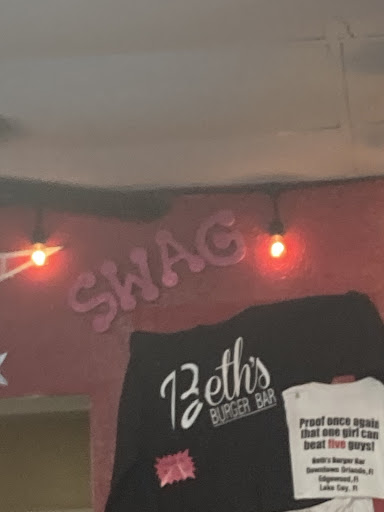 SWAG
Beth's
BURGER BAR
Proof once again
that one girl can
beat five guys!
Beth's Burger Bar
Downtown Orlando, Fl
Edgewood, Fl
Lake Cay, Fl